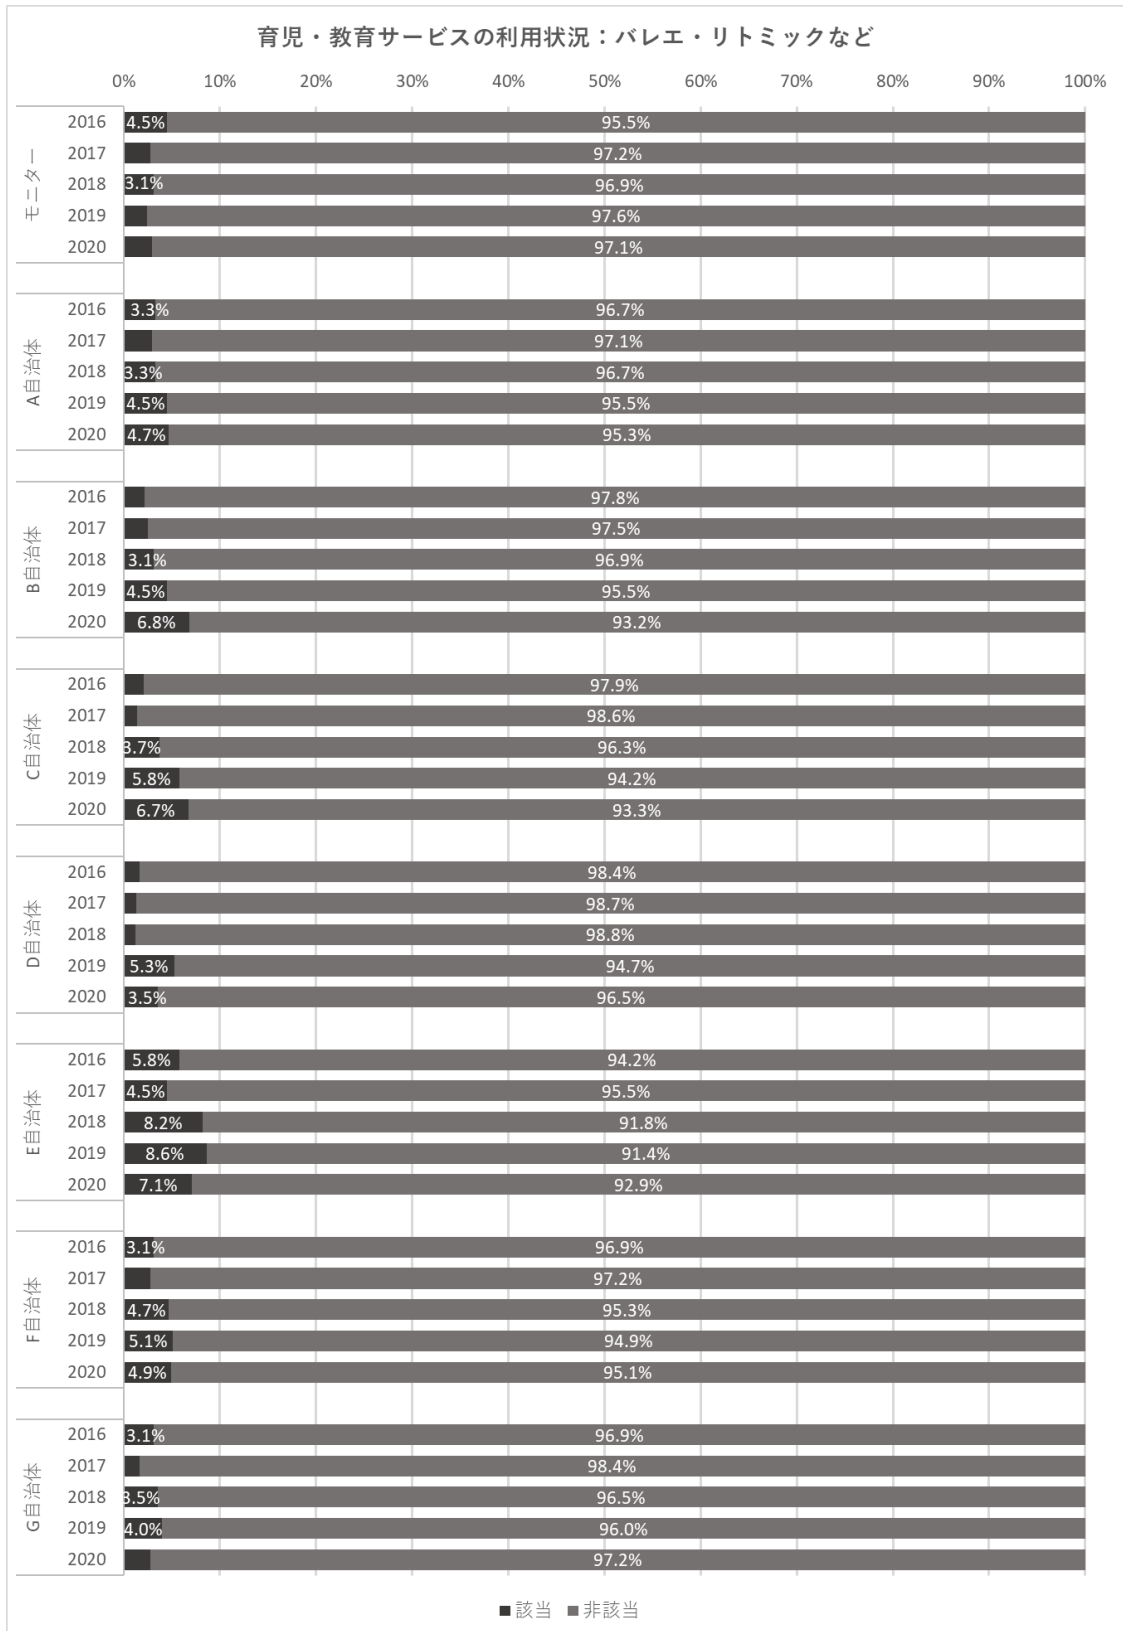 育児・教育サービスの利用状況：バレエ・リトミックなど
0% 10% 20% 30% 40% 50% 60% 70% 80% 90% 100%
モニター
2016 4.5% 95.5%
2017 97.2%
2018 3.1% 96.9%
2019 97.6%
2020 97.1%
A自治体
2016 3.3% 96.7%
2017 97.1%
2018 3.3% 96.7%
2019 4.5% 95.5%
2020 4.7% 95.3%
B自治体
2016 97.8%
2017 97.5%
2018 3.1% 96.9%
2019 4.5% 95.5%
2020 6.8% 93.2%
C自治体
2016 97.9%
2017 98.6%
2018 3.7% 96.3%
2019 5.8% 94.2%
2020 6.7% 93.3%
D自治体
2016 98.4%
2017 98.7%
2018 98.8%
2019 5.3% 94.7%
2020 3.5% 96.5%
E自治体
2016 5.8% 94.2%
2017 4.5% 95.5%
2018 8.2% 91.8%
2019 8.6% 91.4%
2020 7.1% 92.9%
F自治体
2016 3.1% 96.9%
2017 97.2%
2018 4.7% 95.3%
2019 5.1% 94.9%
2020 4.9% 95.1%
G自治体
2016 3.1% 96.9%
2017 98.4%
2018 3.5% 96.5%
2019 4.0% 96.0%
2020 97.2%
■該当 ■非該当